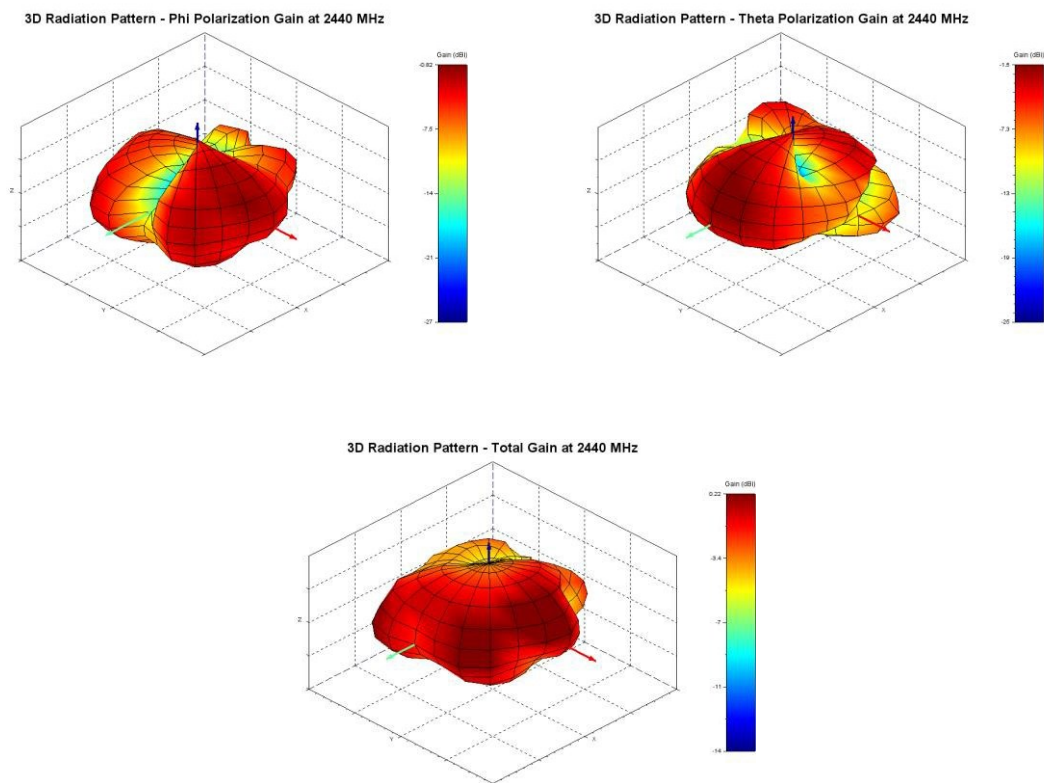 3D Radiation Pattern - Phi Polarization Gain at 2440 MHz
Gain (dBi)
-0.62
-7.8
-14
-21
-27
Z
Y
X
3D Radiation Pattern - Theta Polarization Gain at 2440 MHz
Gain (dBi)
-1.5
-7.3
-13
-19
-25
Z
Y
X
3D Radiation Pattern - Total Gain at 2440 MHz
Gain (dBi)
0.22
-3.4
-7
-11
-14
Z
Y
X